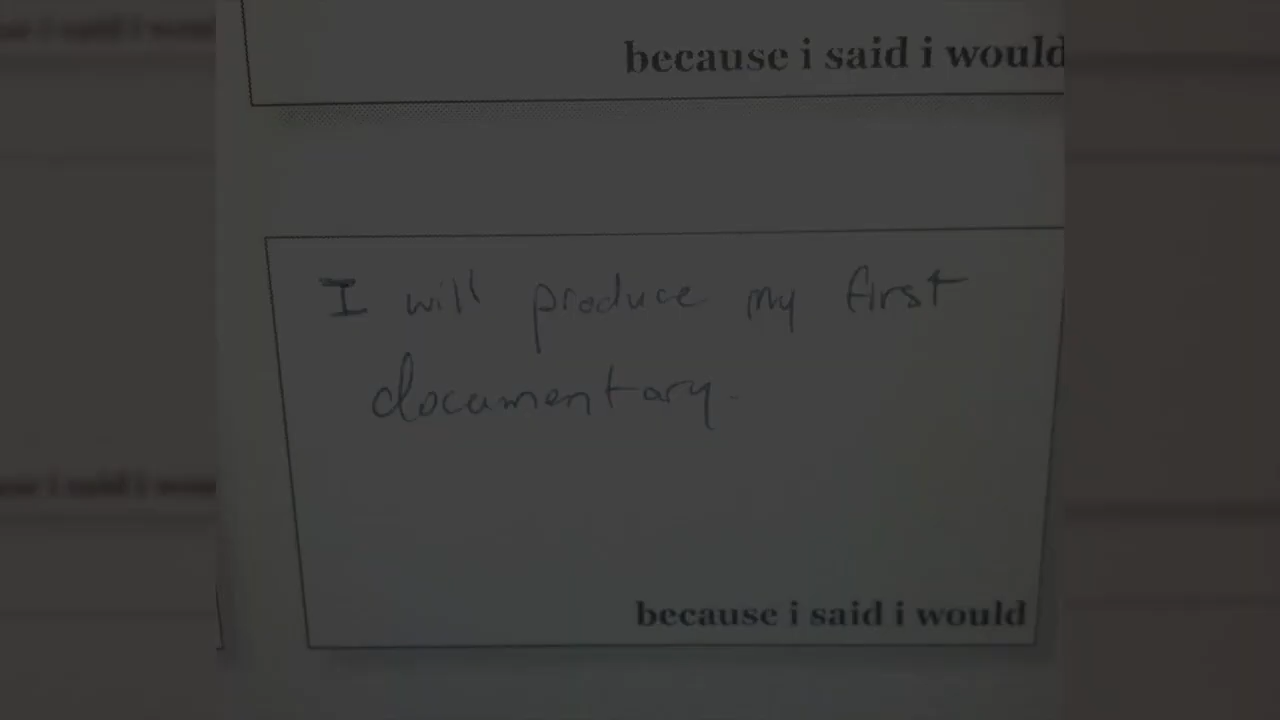 because i said i would
I will produce my first
documentary.
because i said i would